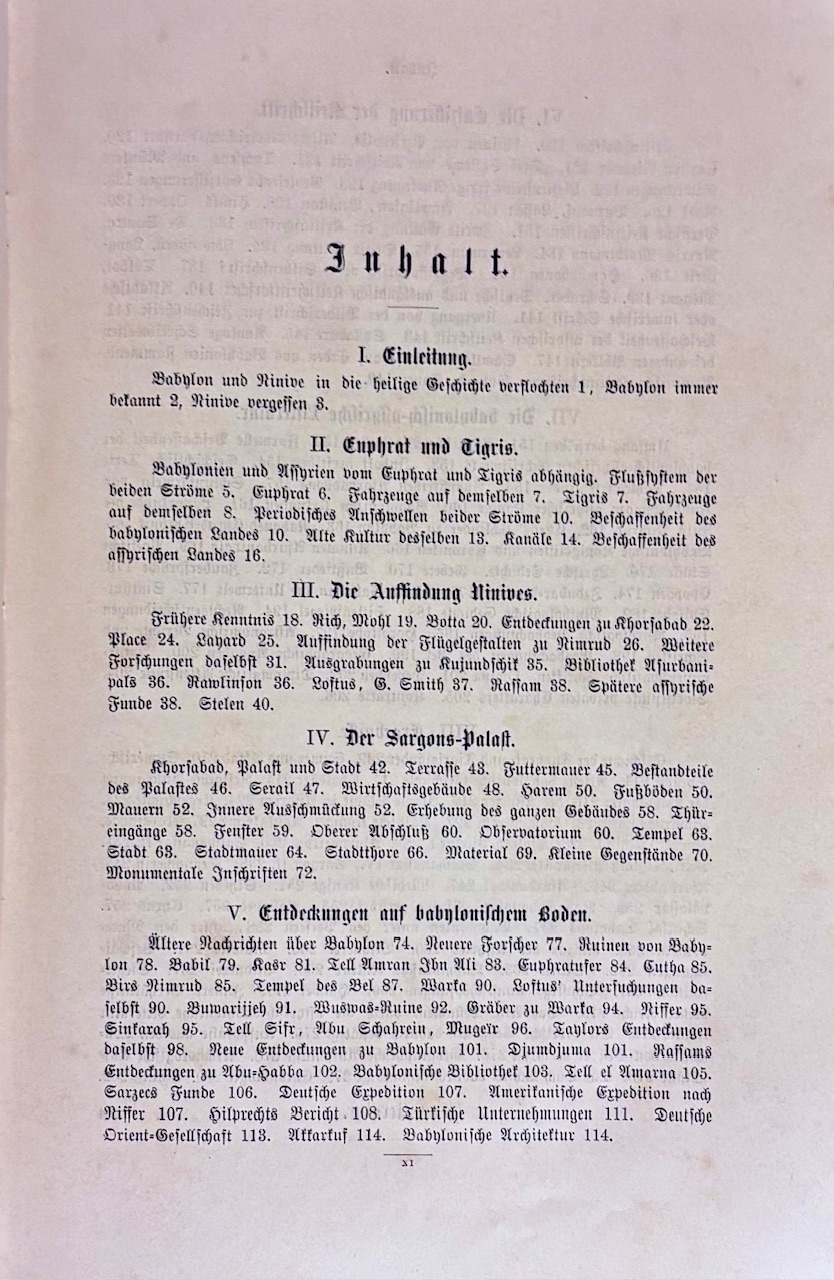 Inhalt.
I. Einleitung.
Babylon und Ninive in die heilige Geschichte verflochten 1, Babylon immer
bekannt 2, Ninive vergessen 3.
II. Euphrat und Tigris.
Babylonien und Assyrien vom Euphrat und Tigris abhängig. Flußsystem der
beiden Ströme 5. Euphrat 6. Fahrzeuge auf demselben 7. Tigris 7. Fahrzeuge
auf demselben 8. Periodisches Anschwellen beider Ströme 10. Beschaffenheit des
babylonischen Landes 10. Alte Kultur desselben 13. Kanäle 14. Beschaffenheit des
assyrischen Landes 16.
III. Die Auffindung Ninives.
Frühere Kenntnis 18. Rich, Mohl 19. Botta 20. Entdeckungen zu Khorsabad 22.
Place 24. Layard 25. Auffindung der Flügelgestalten zu Nimrud 26. Weitere
Forschungen daselbst 31. Ausgrabungen zu Kujundschik 35. Bibliothek Asurbani-
pals 36. Rawlinson 36. Loftus, G. Smith 37. Rassam 38. Spätere assyrische
Funde 38. Stelen 40.
IV. Der Sargons-Palast.
Khorsabad, Palast und Stadt 42. Terrasse 43. Futtermauer 45. Bestandteile
des Palastes 46. Serail 47. Wirtschaftsgebäude 48. Harem 50. Fußböden 50.
Mauern 52. Innere Ausschmückung 52. Erhebung des ganzen Gebäudes 58. Thür-
eingänge 58. Fenster 59. Oberer Abschluß 60. Observatorium 60. Tempel 63.
Stadt 63. Stadtmauer 64. Stadtthore 66. Material 69. Kleine Gegenstände 70.
Monumentale Inschriften 72.
V. Entdeckungen auf babylonischem Boden.
Ältere Nachrichten über Babylon 74. Neuere Forscher 77. Ruinen von Baby-
lon 78. Babil 79. Kasr 81. Tell Amran Ibn Ali 83. Euphratufer 84. Cutha 85.
Birs Nimrud 85. Tempel des Bel 87. Warka 90. Loftus' Untersuchungen da-
selbst 90. Buwarijjeh 91. Wuswas-Ruine 92. Gräber zu Warka 94. Niffer 95.
Sinkarah 95. Tell Sifr, Abu Schahrein, Mugeïr 96. Taylors Entdeckungen
daselbst 98. Neue Entdeckungen zu Babylon 101. Djumdjuma 101. Rassams
Entdeckungen zu Abu-Habba 102. Babylonische Bibliothek 103. Tell el Amarna 105.
Sarzecs Funde 106. Deutsche Expedition 107. Amerikanische Expedition nach
Niffer 107. Hilprechts Bericht 108. Türkische Unternehmungen 111. Deutsche
Orient-Gesellschaft 113. Akkarkuf 114. Babylonische Architektur 114.
XI